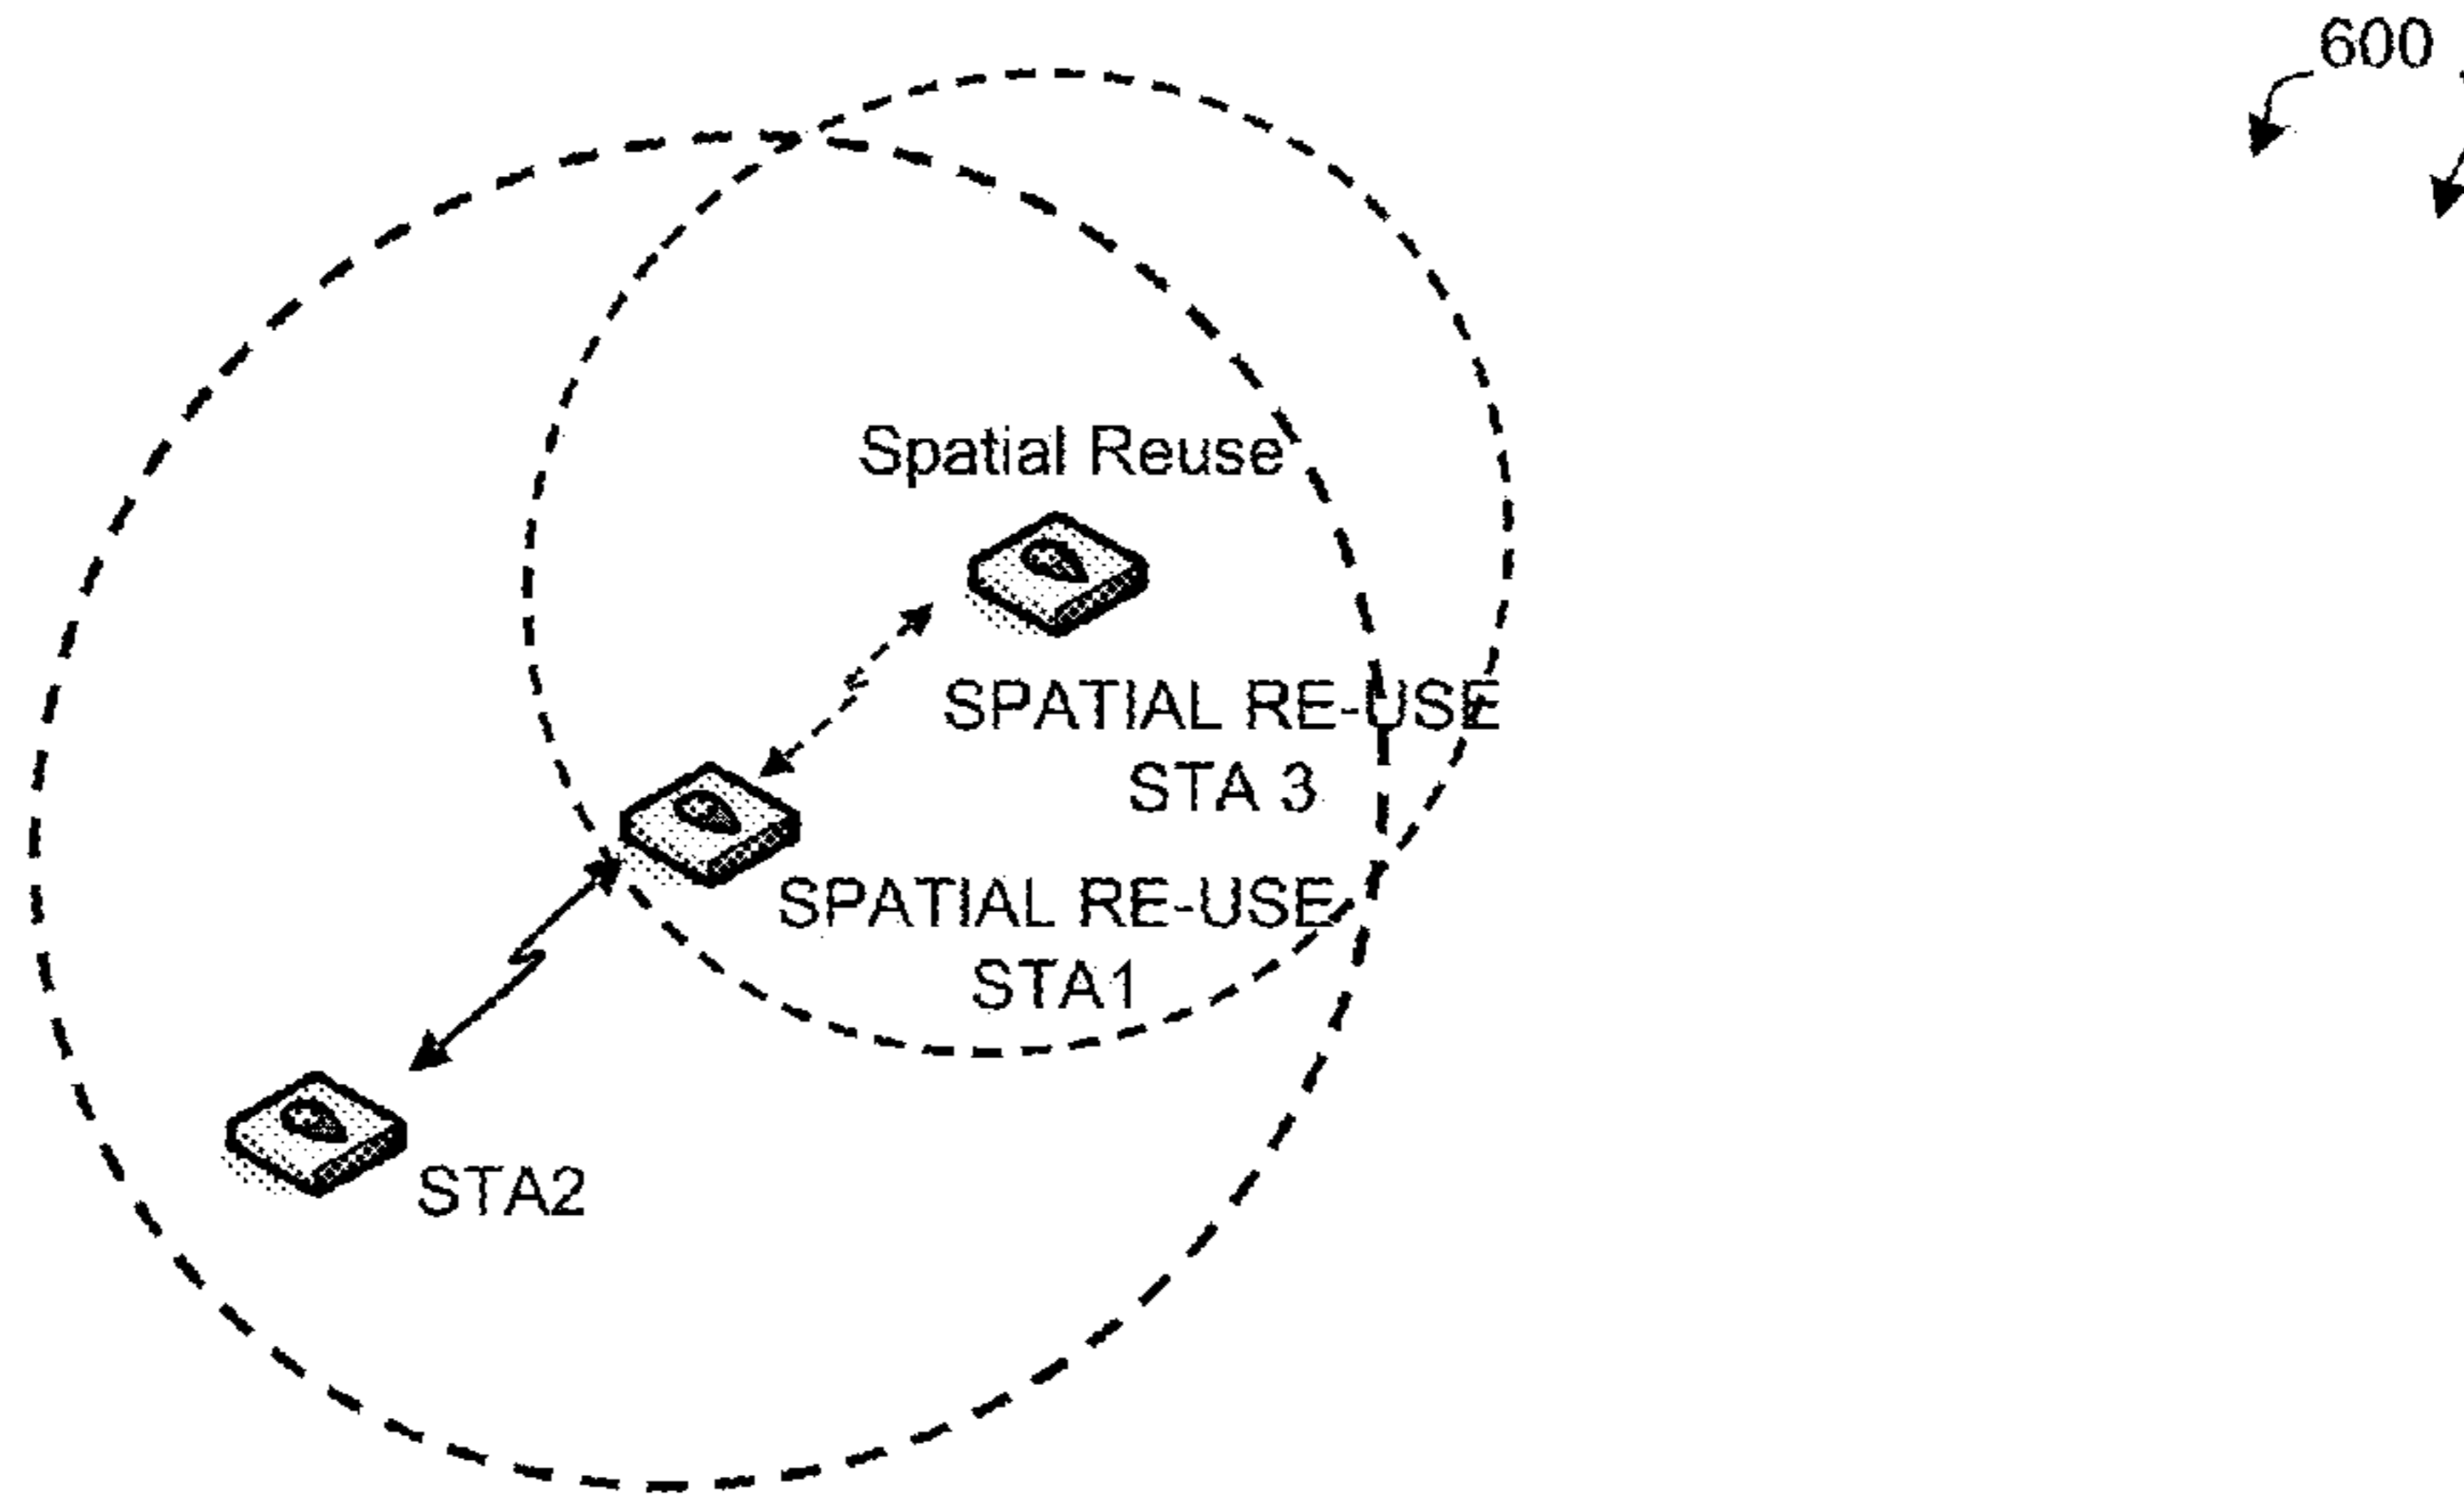 600
Spatial Reuse
SPATIAL RE-USE
STA 3
SPATIAL RE-USE
STA1
STA2